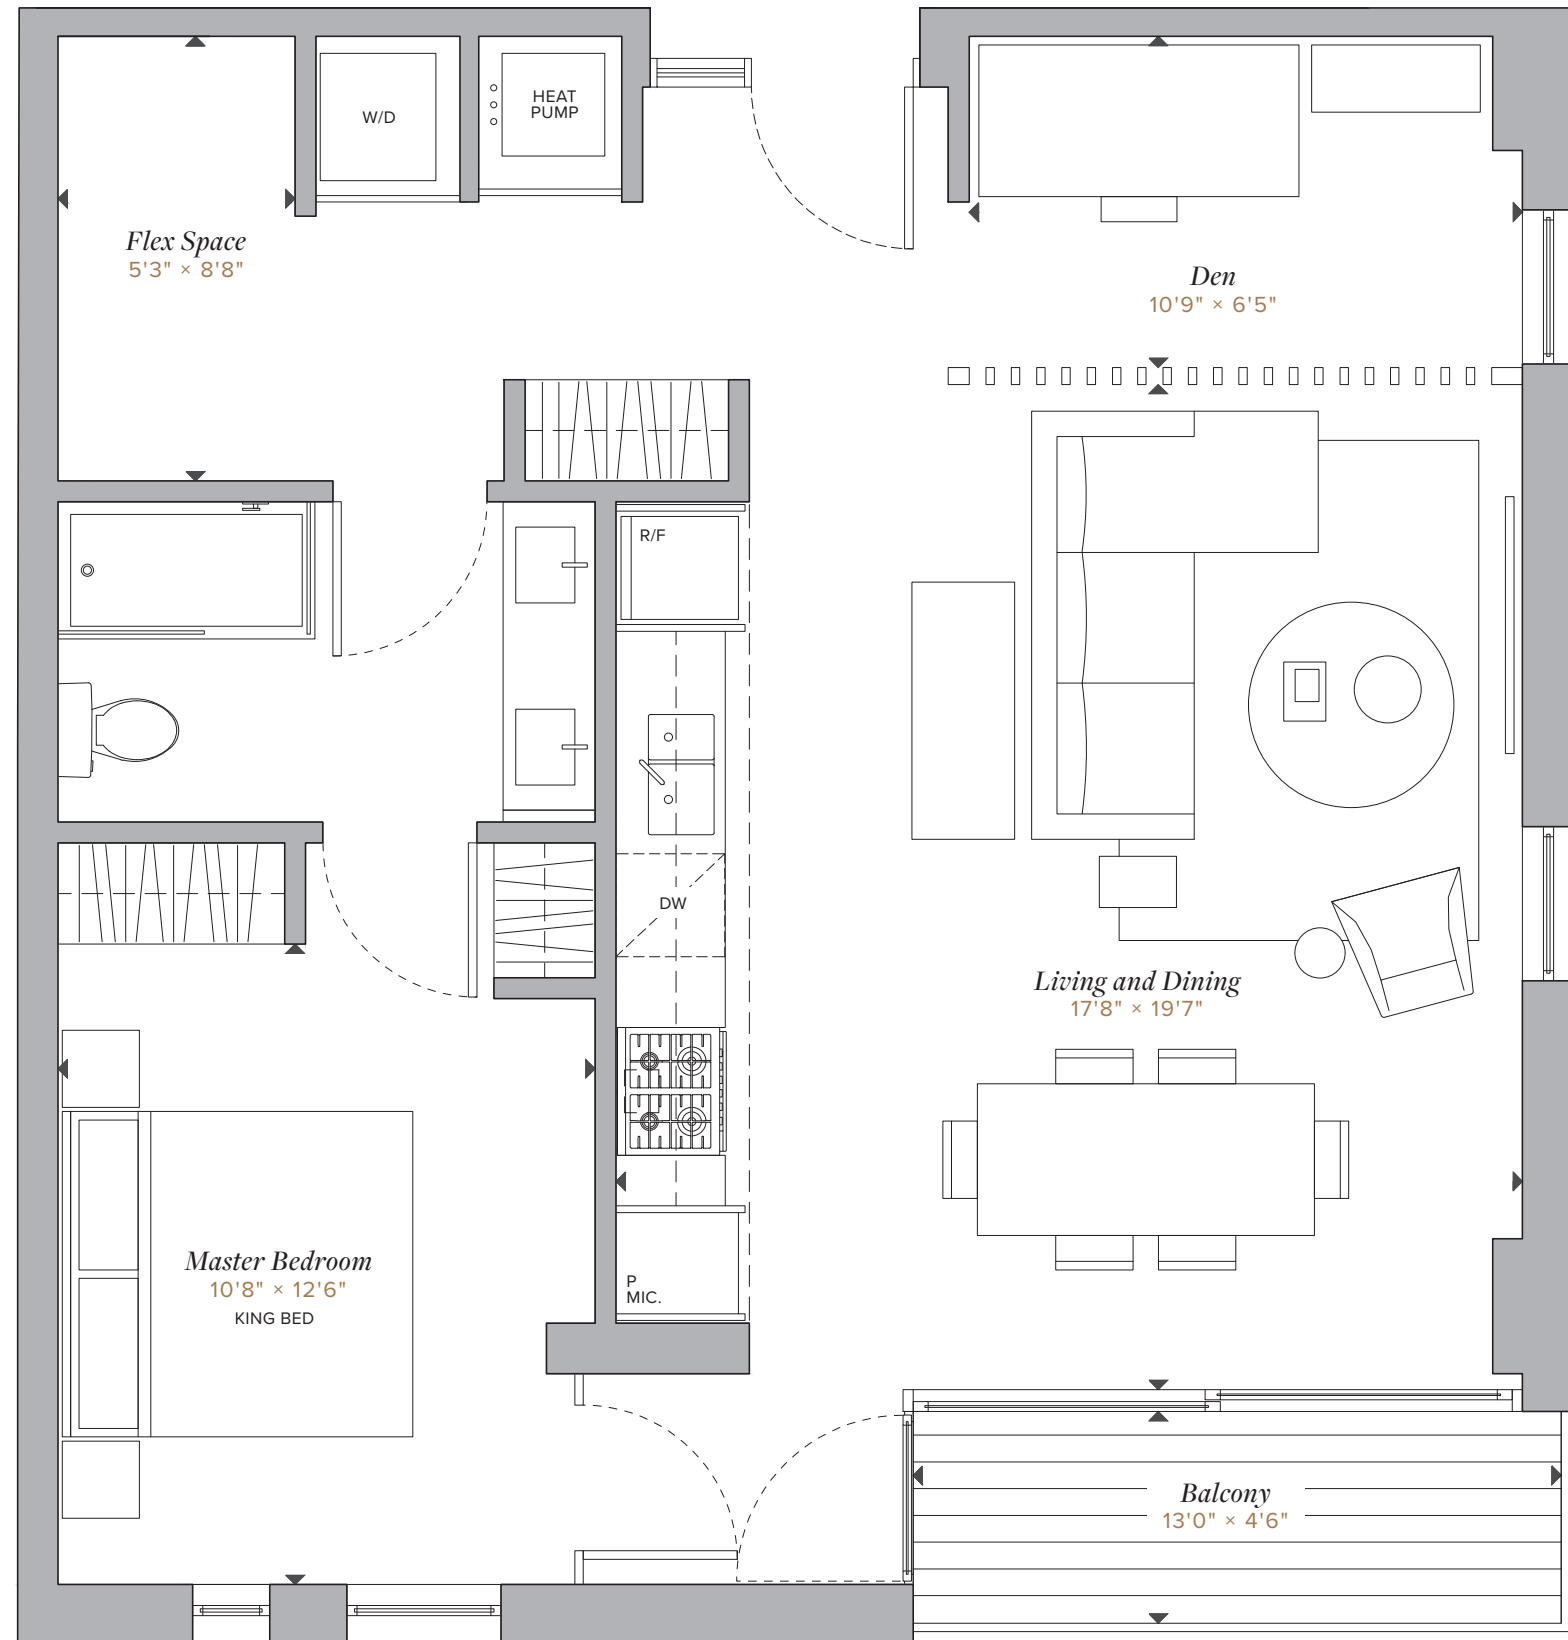 W/D
HEAT
PUMP
Flex Space
5'3" × 8'8"
Den
10'9" × 6'5"
R/F
DW
Living and Dining
17'8" × 19'7"
Master Bedroom
10'8" × 12'6"
KING BED
P
MIC.
Balcony
13'0" × 4'6"